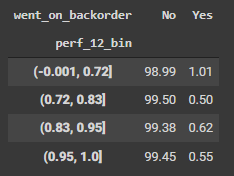 went_on_backorder No Yes
perf_12_bin
(-0.001, 0.72] 98.99 1.01
(0.72, 0.83] 99.50 0.50
(0.83, 0.95] 99.38 0.62
(0.95, 1.0] 99.45 0.55